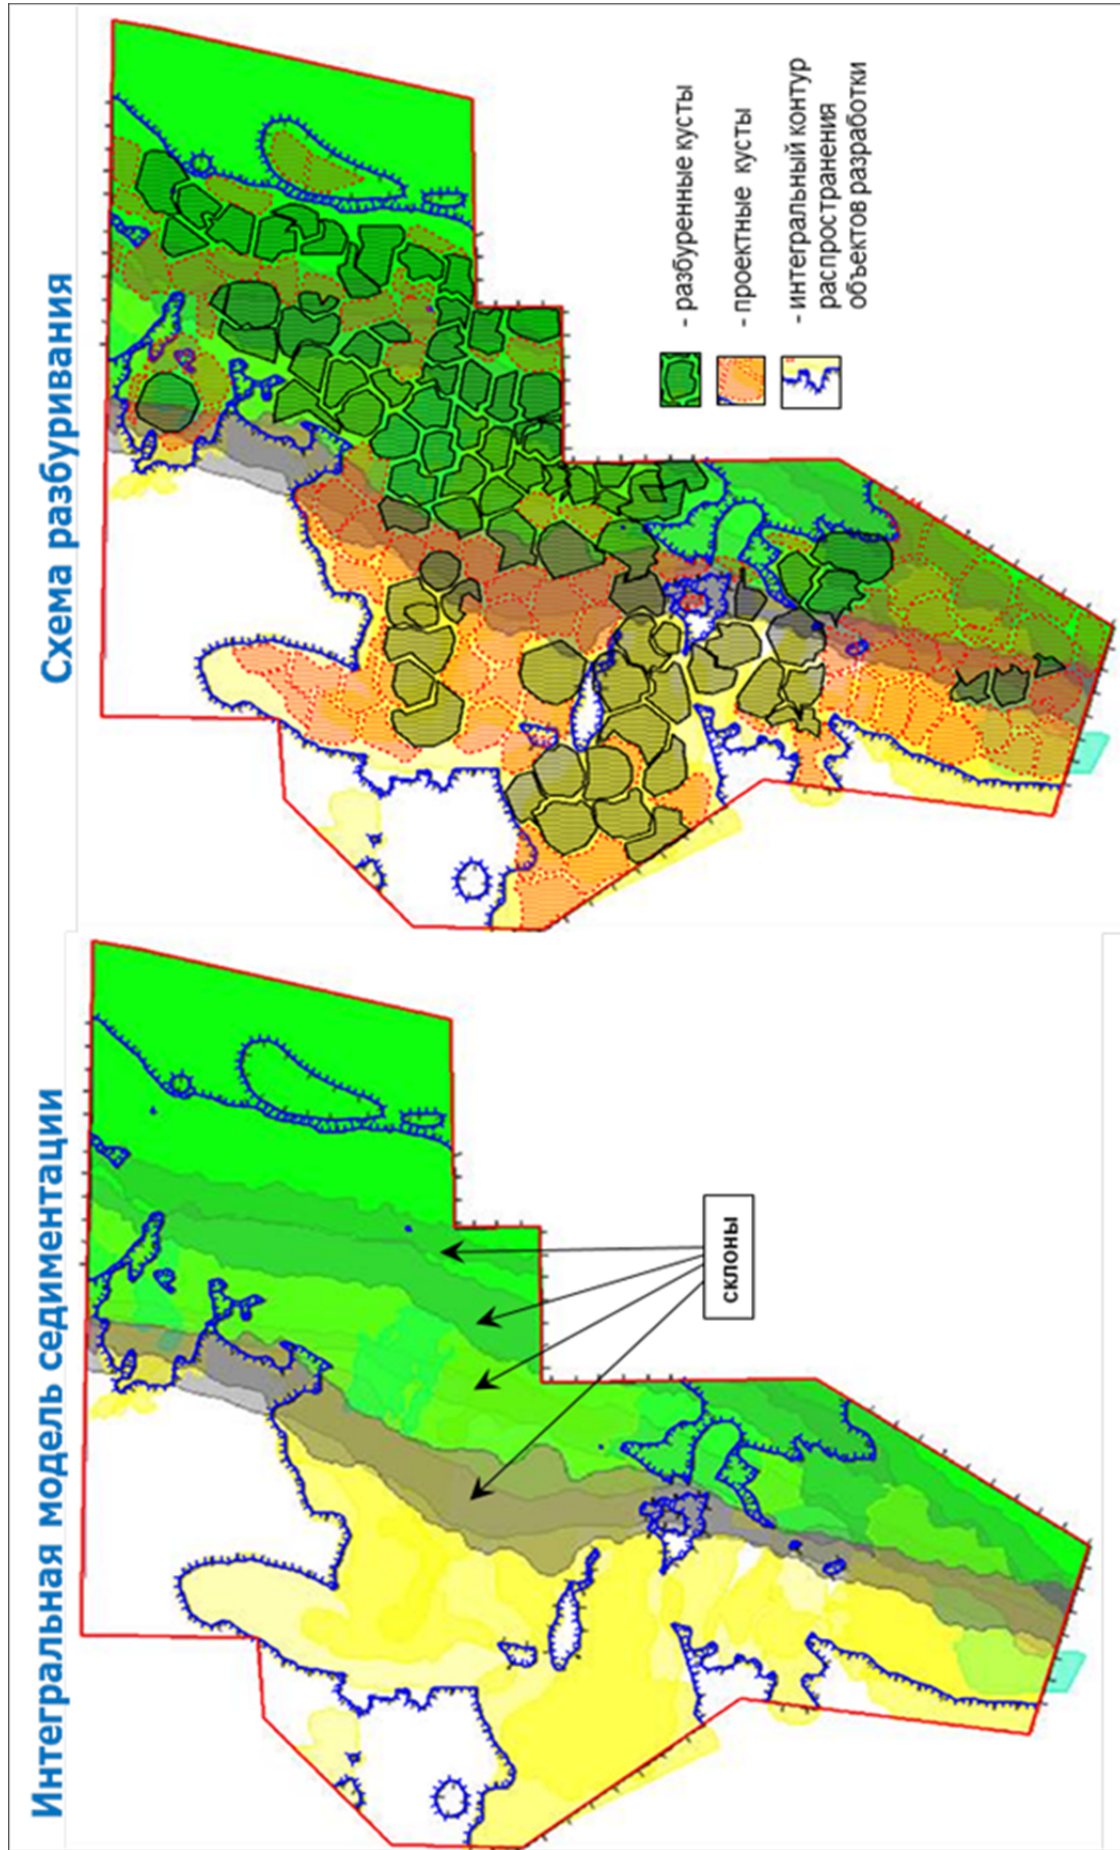 Интегральная модель седиментации
склоны
Схема разбуривания
- разбуренные кусты
- проектные кусты
- интегральный контур
распространения
объектов разработки